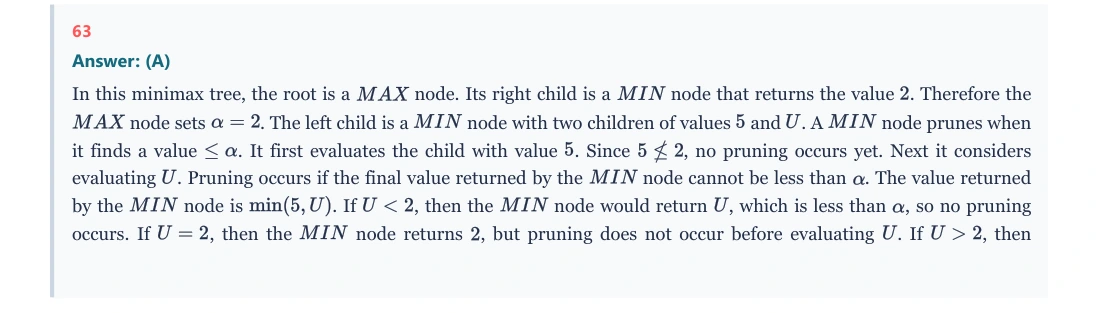 63
Answer: (A)
In this minimax tree, the root is a MAX node. Its right child is a MIN node that returns the value 2. Therefore the
MAX node sets α = 2. The left child is a MIN node with two children of values 5 and U. A MIN node prunes when
it finds a value ≤ α. It first evaluates the child with value 5. Since 5 ≰ 2, no pruning occurs yet. Next it considers
evaluating U. Pruning occurs if the final value returned by the MIN node cannot be less than α. The value returned
by the MIN node is min(5, U). If U < 2, then the MIN node would return U, which is less than α, so no pruning
occurs. If U = 2, then the MIN node returns 2, but pruning does not occur before evaluating U. If U > 2, then